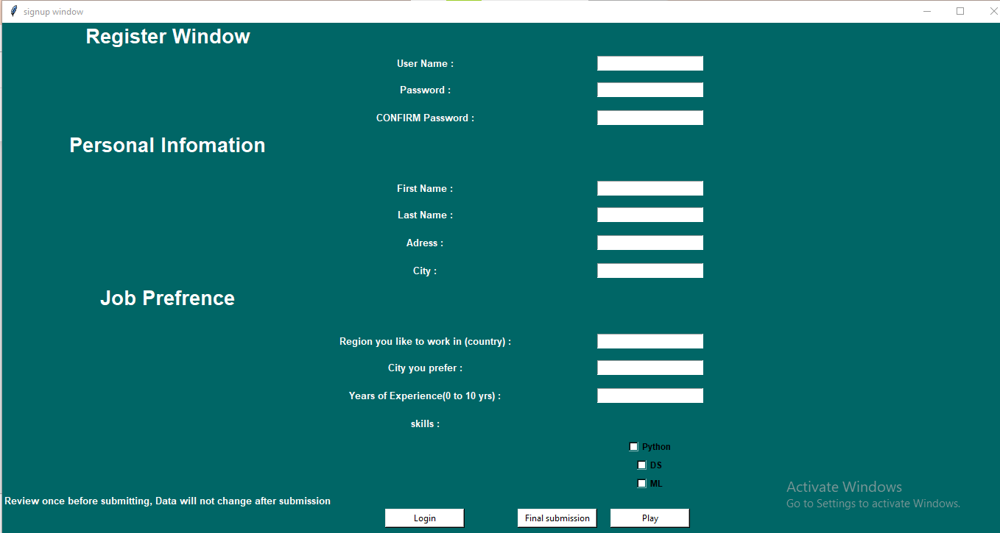 signup window
Register Window
User Name :
Password :
CONFIRM Password :
Personal Infomation
First Name :
Last Name :
Adress :
City :
Job Prefrence
Region you like to work in (country) :
City you prefer :
Years of Experience(0 to 10 yrs) :
skills :
Python
DS
ML
Activate Windows
Go to Settings to activate Windows.
Review once before submitting, Data will not change after submission
Login Final submission Play